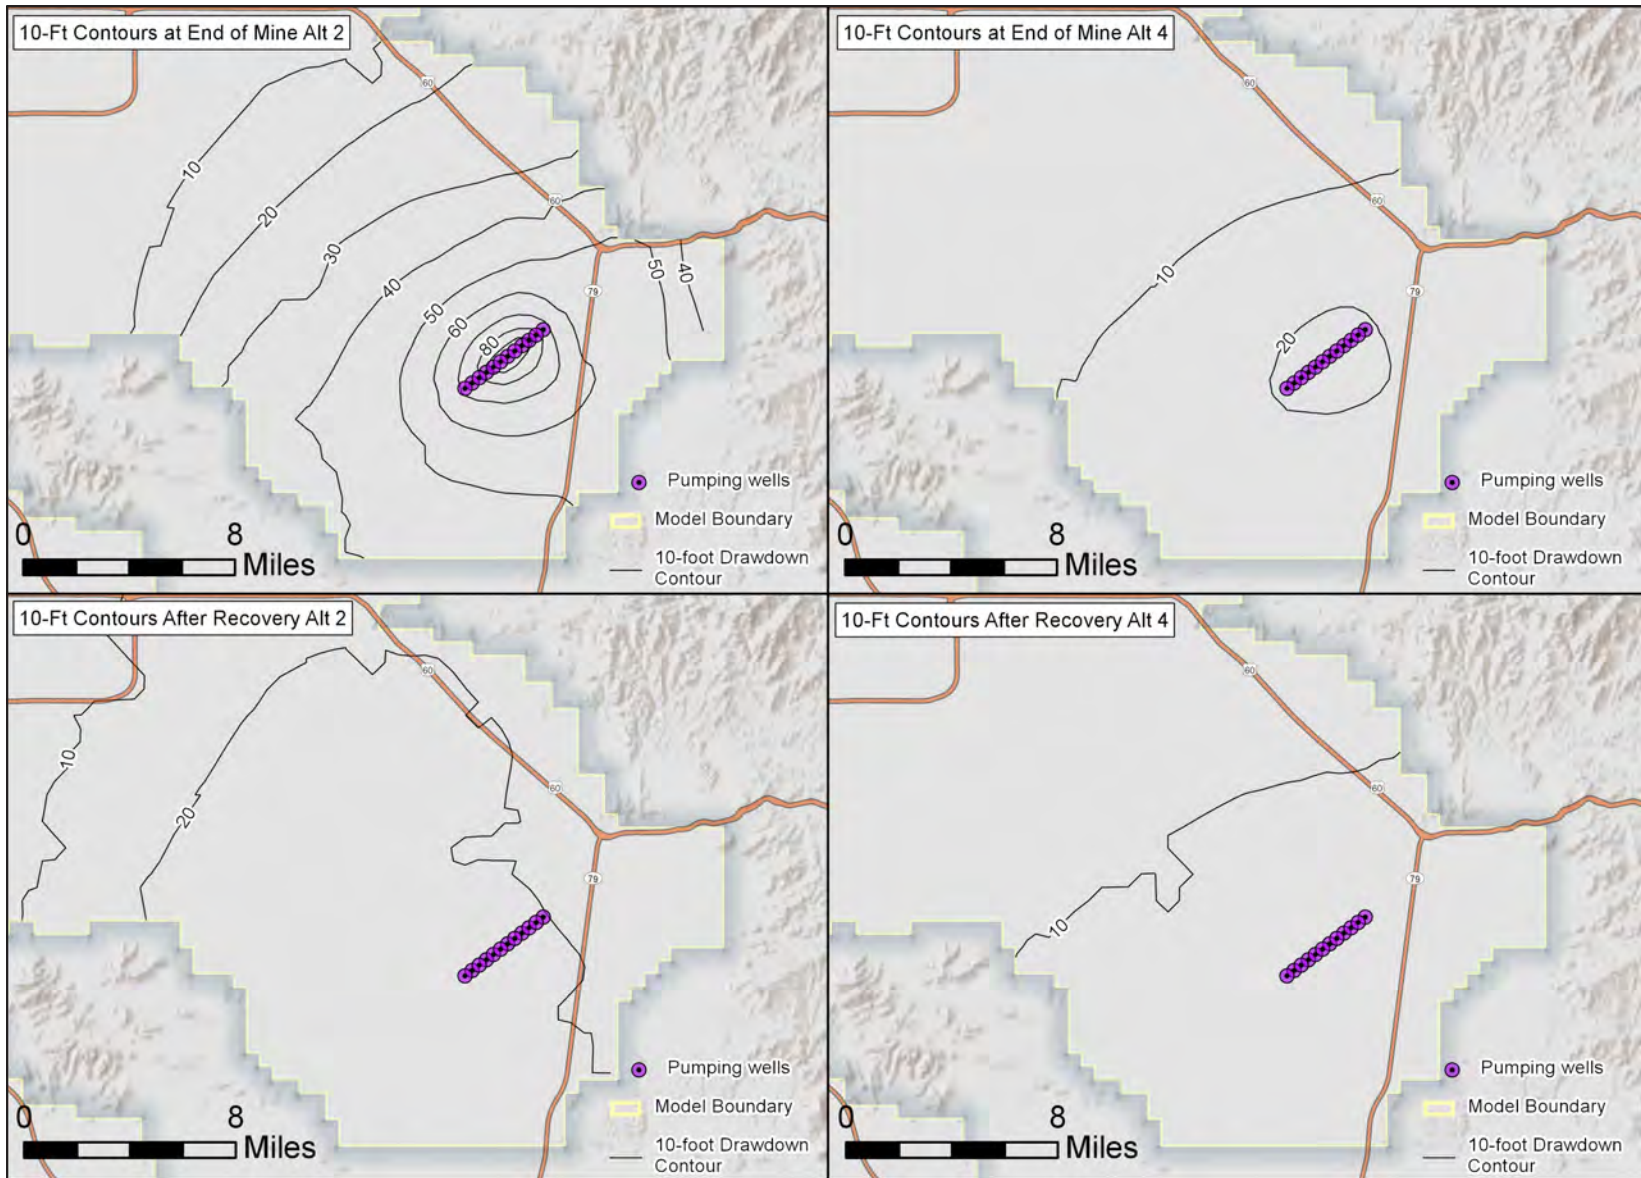 10-Ft Contours at End of Mine Alt 2
60
10
20
60
30
40
50
40
50
79
60
80
Pumping wells
Model Boundary
10-foot Drawdown
Contour
0 8
Miles
10-Ft Contours at End of Mine Alt 4
60
60
10
79
20
Pumping wells
Model Boundary
10-foot Drawdown
Contour
0 8
Miles
10-Ft Contours After Recovery Alt 2
60
10
60
20
79
Pumping wells
Model Boundary
10-foot Drawdown
Contour
0 8
Miles
10-Ft Contours After Recovery Alt 4
60
60
79
10
Pumping wells
Model Boundary
10-foot Drawdown
Contour
0 8
Miles